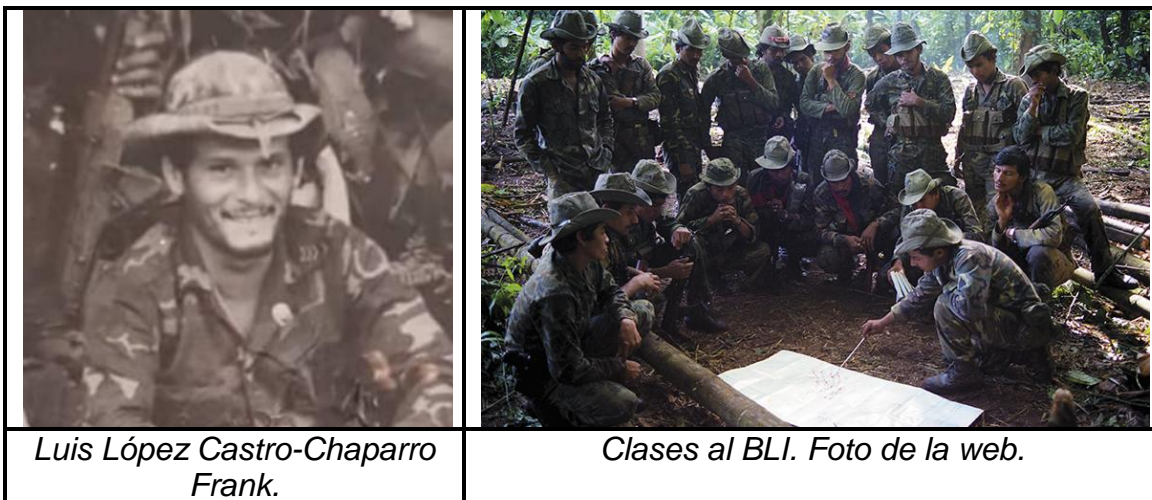 Luis López Castro-Chaparro
Frank.
Clases al BLI. Foto de la web.